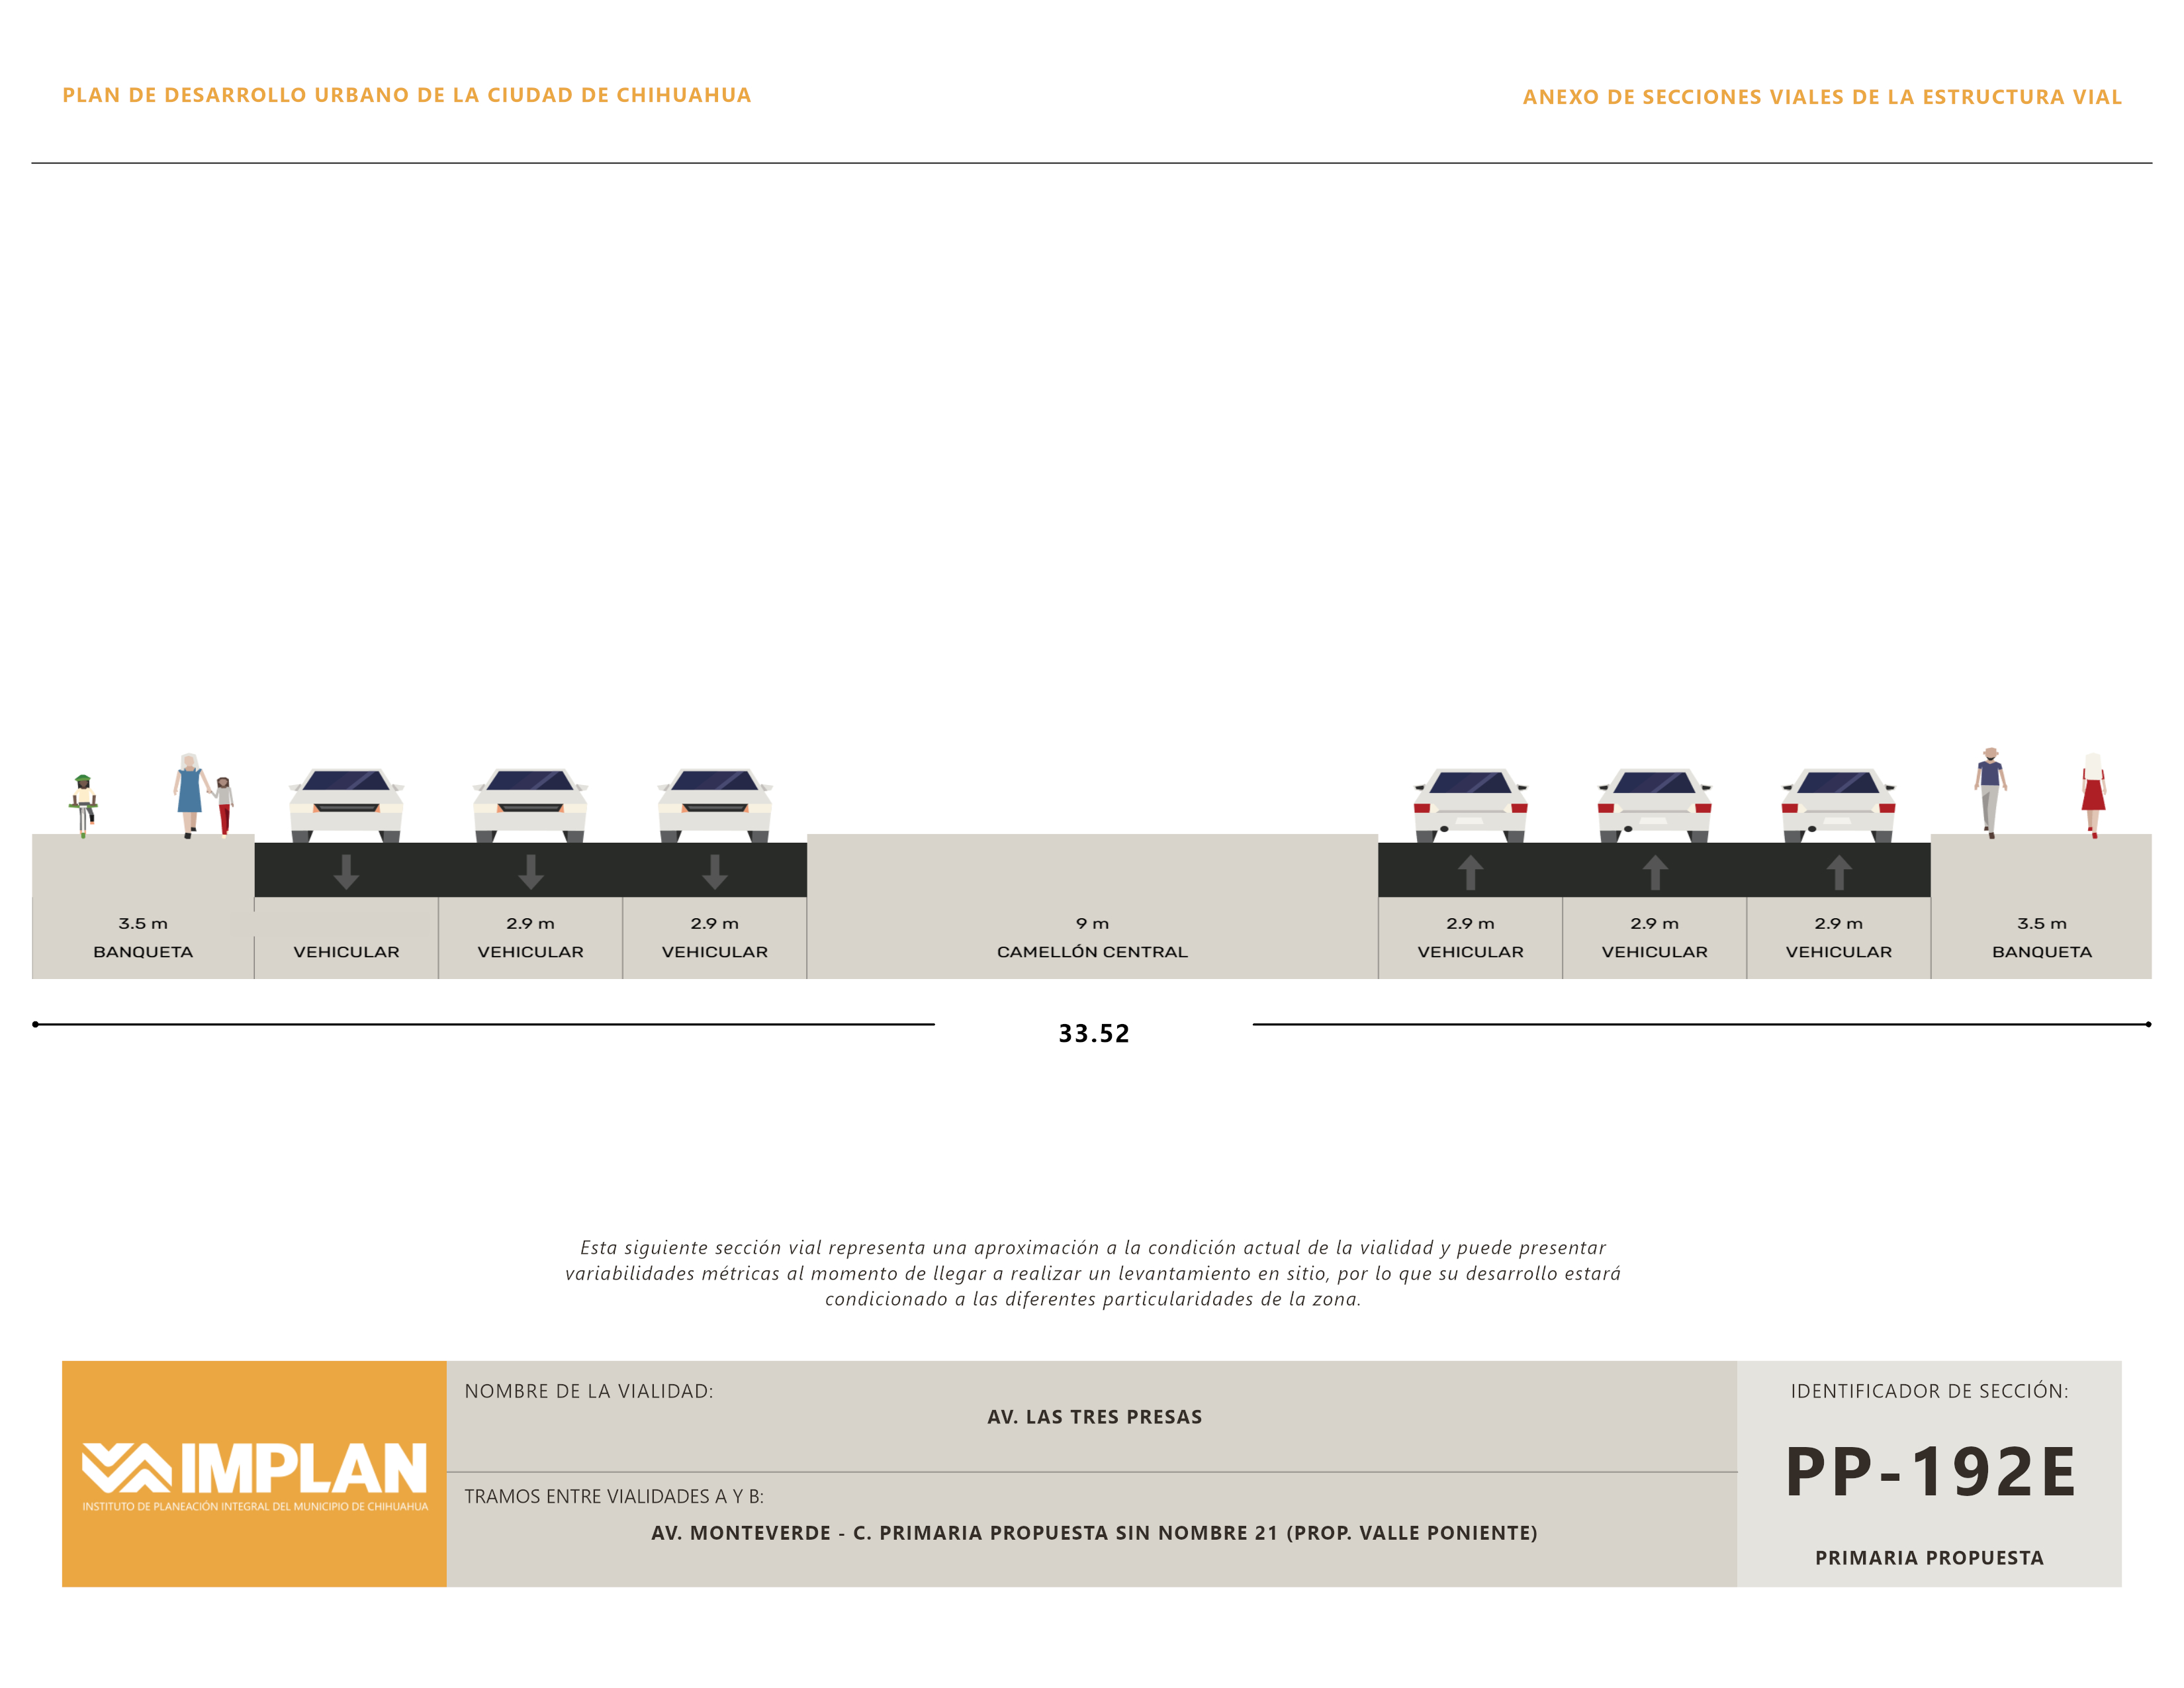 PLAN DE DESARROLLO URBANO DE LA CIUDAD DE CHIHUAHUA
ANEXO DE SECCIONES VIALES DE LA ESTRUCTURA VIAL
3.5 m
BANQUETA
VEHICULAR
2.9 m
VEHICULAR
2.9 m
VEHICULAR
9 m
CAMELLÓN CENTRAL
2.9 m
VEHICULAR
2.9 m
VEHICULAR
2.9 m
VEHICULAR
3.5 m
BANQUETA
33.52
Esta siguiente sección vial representa una aproximación a la condición actual de la vialidad y puede presentar
variabilidades métricas al momento de llegar a realizar un levantamiento en sitio, por lo que su desarrollo estará
condicionado a las diferentes particularidades de la zona.
IMPLAN
INSTITUTO DE PLANEACIÓN INTEGRAL DEL MUNICIPIO DE CHIHUAHUA
NOMBRE DE LA VIALIDAD:
AV. LAS TRES PRESAS
TRAMOS ENTRE VIALIDADES A Y B:
AV. MONTEVERDE - C. PRIMARIA PROPUESTA SIN NOMBRE 21 (PROP. VALLE PONIENTE)
IDENTIFICADOR DE SECCIÓN:
PP-192E
PRIMARIA PROPUESTA